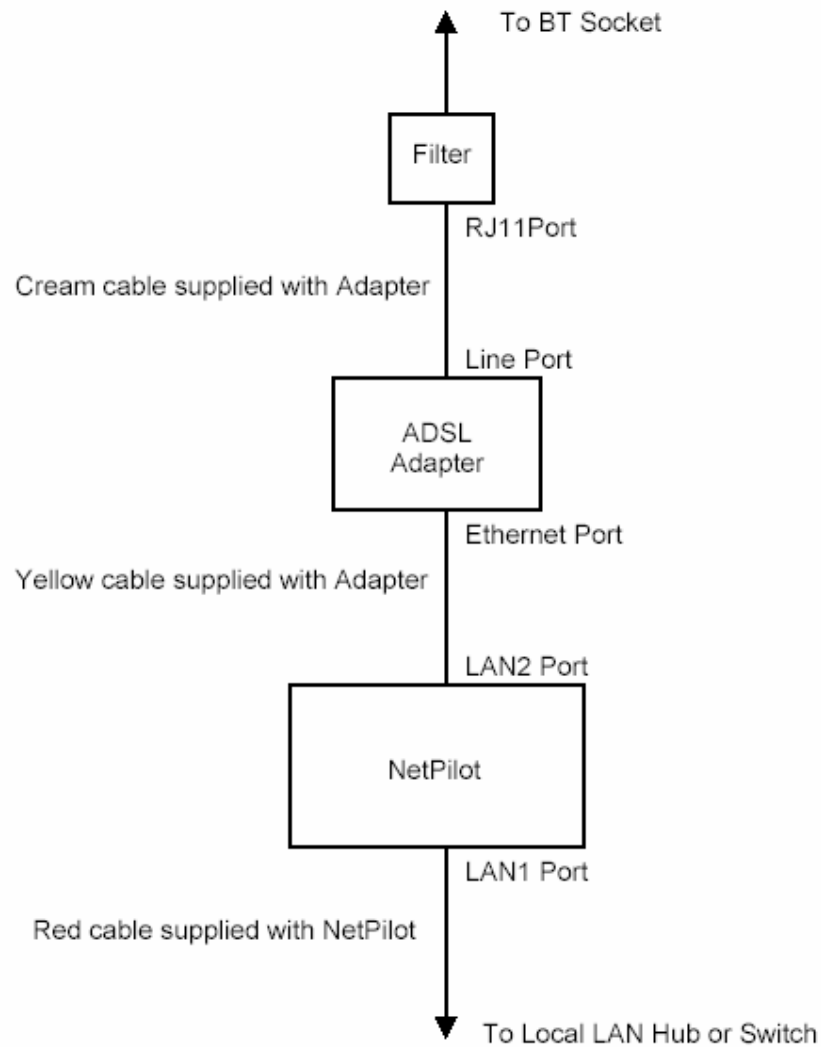 To BT Socket
Filter
RJ11Port
Cream cable supplied with Adapter
Line Port
ADSL
Adapter
Ethernet Port
Yellow cable supplied with Adapter
LAN2 Port
NetPilot
LAN1 Port
Red cable supplied with NetPilot
To Local LAN Hub or Switch